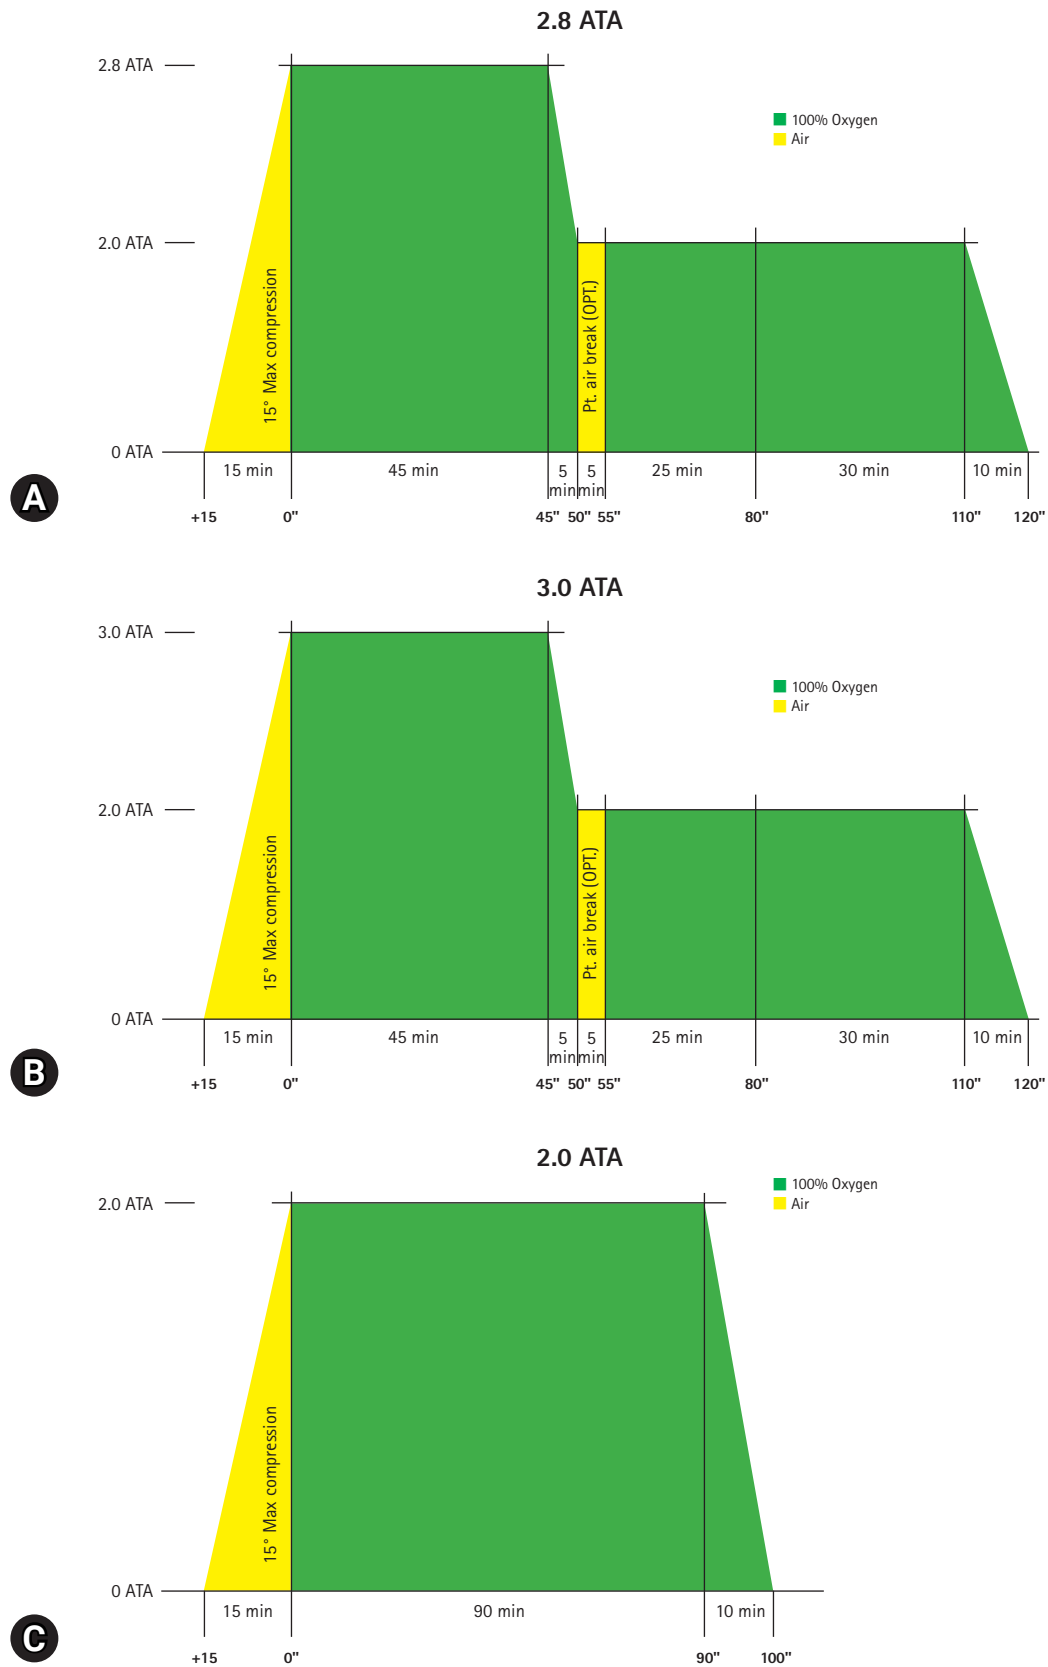 2.8 ATA
2.8 ATA
100% Oxygen
Air
2.0 ATA
15° Max compression
Pt. air break (OPT.)
0 ATA
15 min 45 min 5 min 5 min 25 min 30 min 10 min
A
+15 0" 45" 50" 55" 80" 110" 120"
3.0 ATA
3.0 ATA
100% Oxygen
Air
2.0 ATA
15° Max compression
Pt. air break (OPT.)
0 ATA
15 min 45 min 5 min 5 min 25 min 30 min 10 min
B
+15 0" 45" 50" 55" 80" 110" 120"
2.0 ATA
100% Oxygen
2.0 ATA
Air
15° Max compression
0 ATA
15 min 90 min 10 min
C
+15 0" 90" 100"